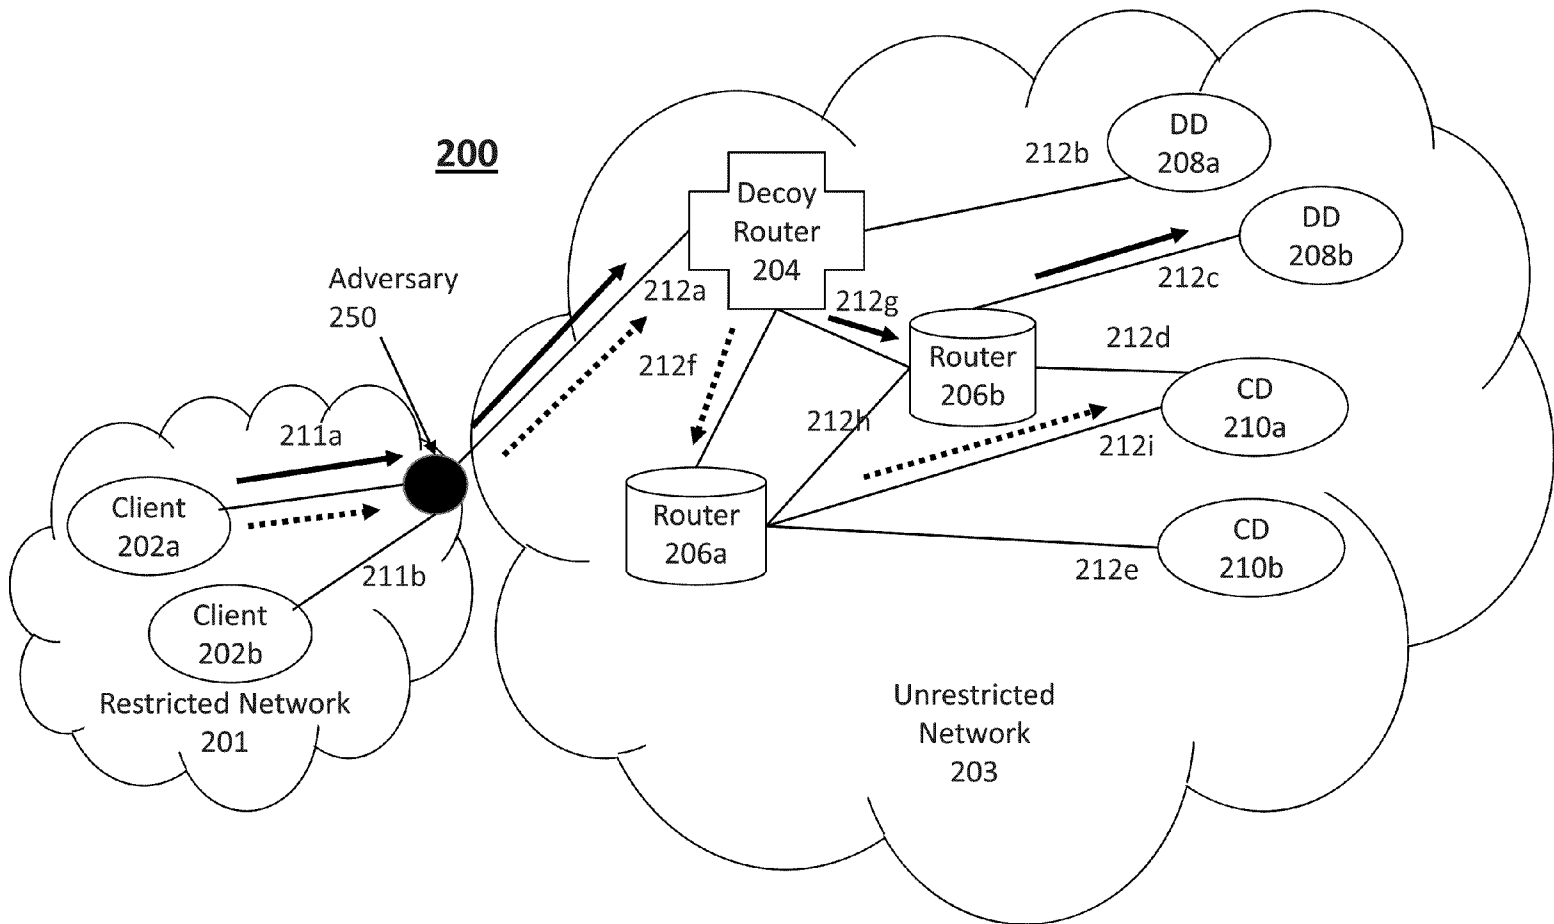 200
DD
208a
212b
Decoy
Router
204
DD
208b
Adversary
250
212a
212g
212c
212f
Router
206b
212d
CD
210a
211a
212h
212i
Client
202a
Router
206a
CD
210b
212e
211b
Client
202b
Restricted Network
201
Unrestricted
Network
203